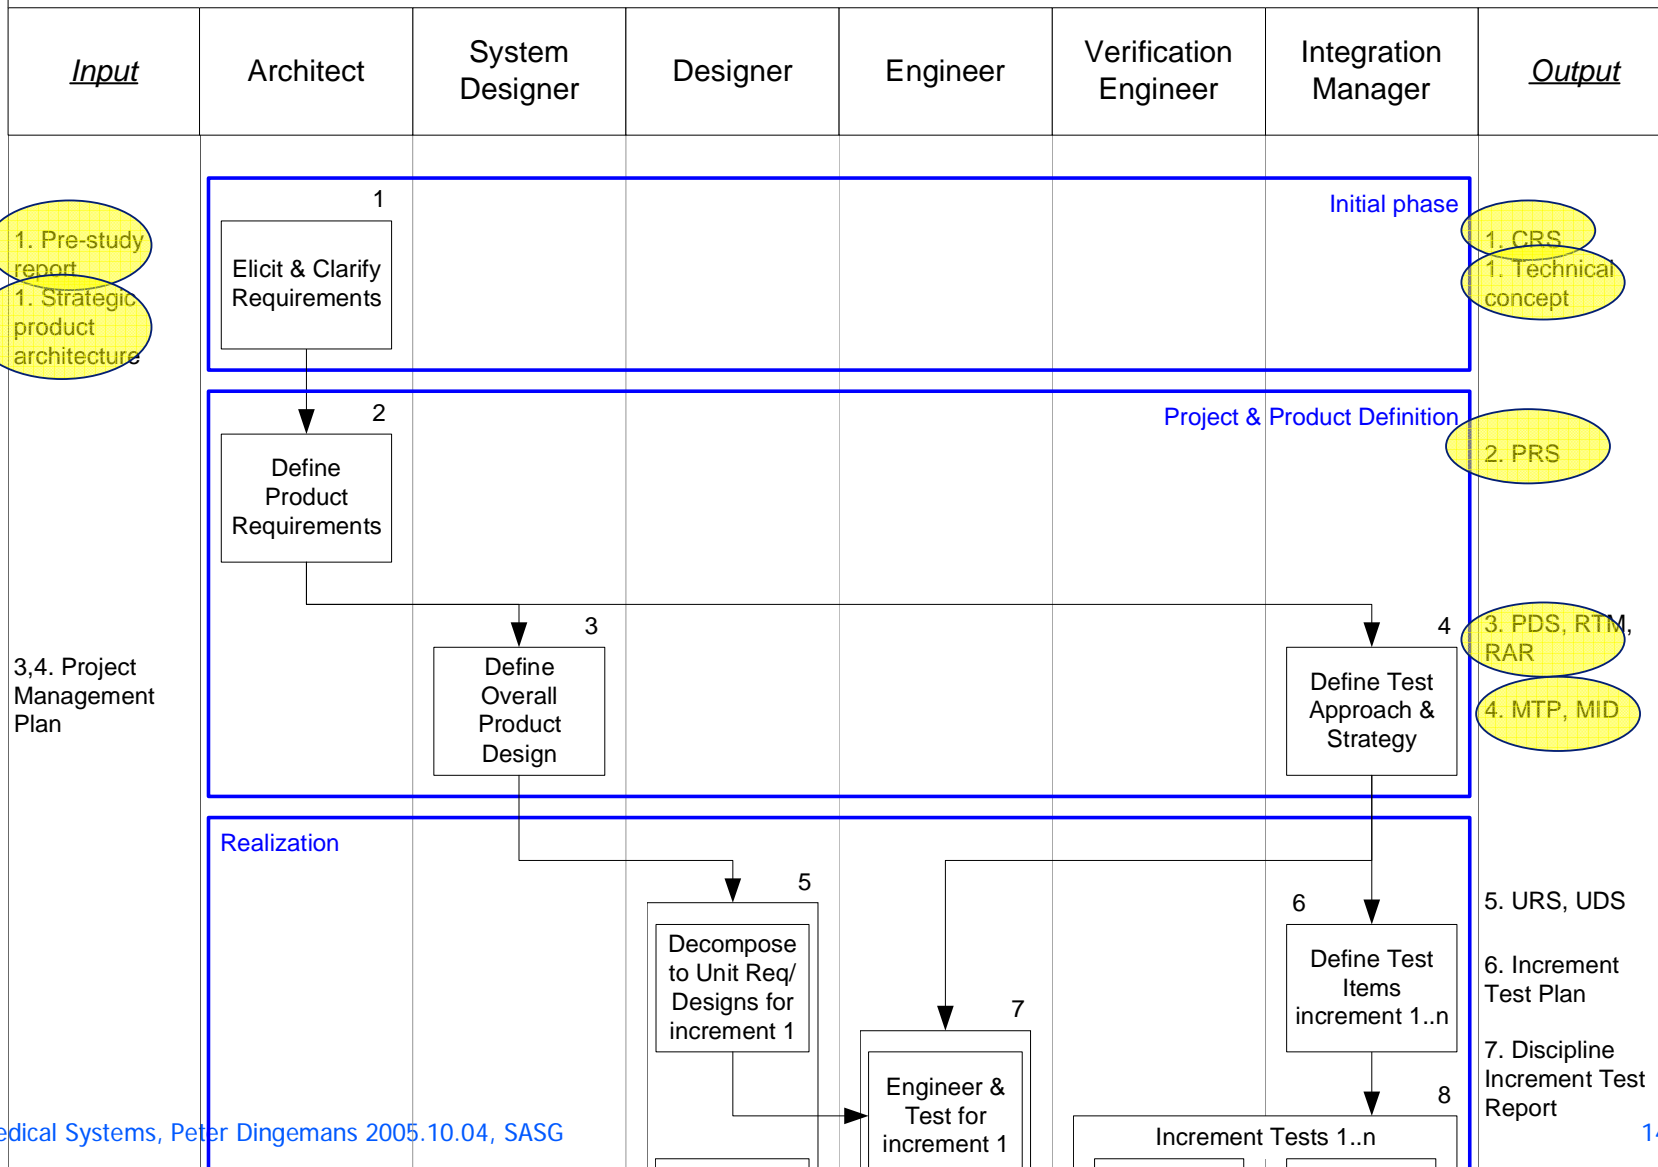 Input
Architect
System
Designer
Designer
Engineer
Verification
Engineer
Integration
Manager
Output
Initial phase
1
Elicit & Clarify
Requirements
1. Pre-study
report
1. Strategic
product
architecture
1. CRS
1. Technical
concept
Project & Product Definition
2
Define
Product
Requirements
2. PRS
3
Define
Overall
Product
Design
4
Define Test
Approach &
Strategy
3,4. Project
Management
Plan
3. PDS, RTM,
RAR
4. MTP, MID
Realization
5
Decompose
to Unit Req/
Designs for
increment 1
6
Define Test
Items
increment 1..n
7
Engineer &
Test for
increment 1
8
Increment Tests 1..n
5. URS, UDS
6. Increment
Test Plan
7. Discipline
Increment Test
Report
edical Systems, Peter Dingemans 2005.10.04, SASG
14